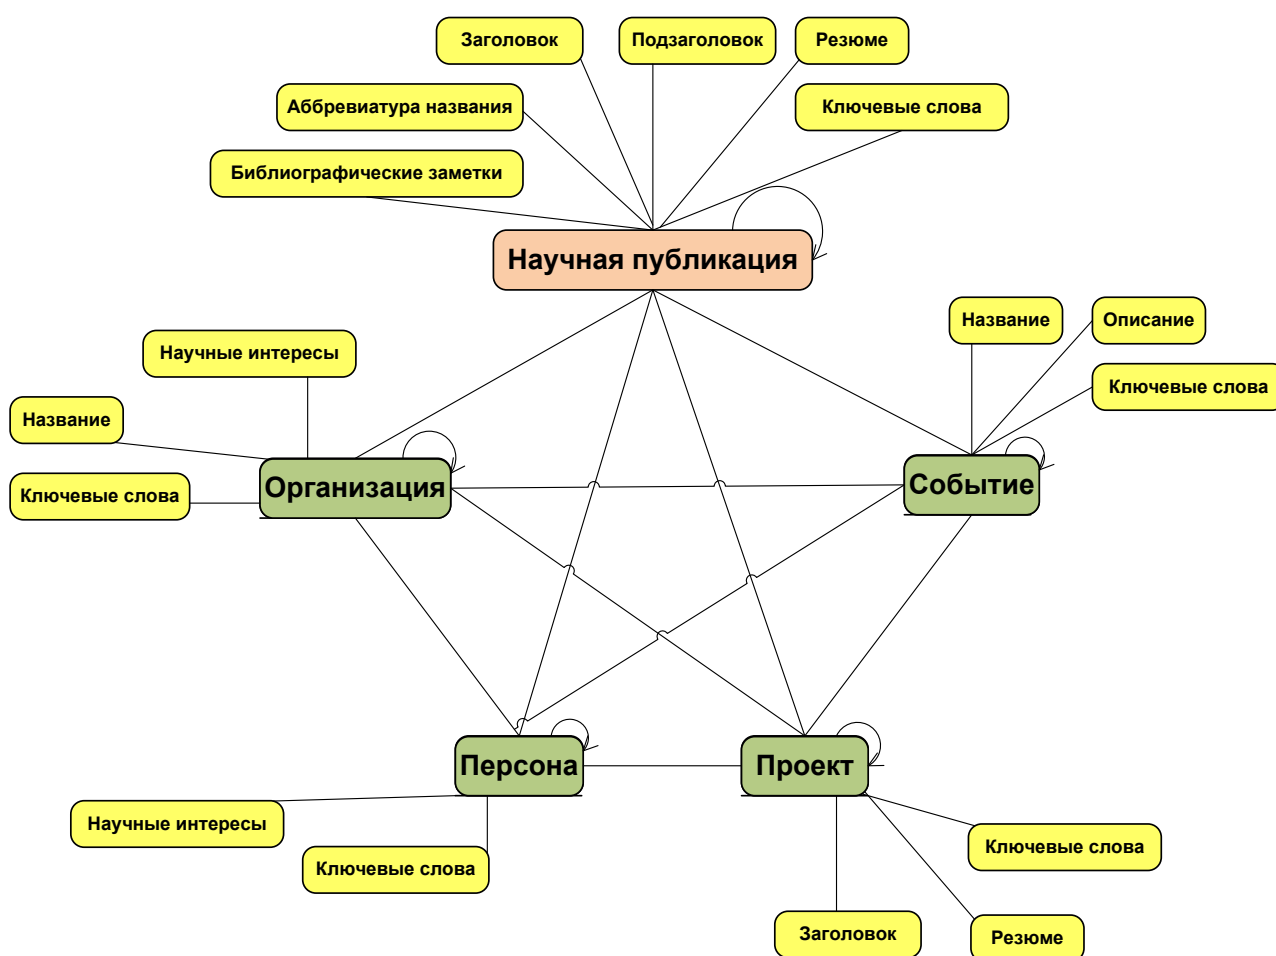 Заголовок
Подзаголовок
Резюме
Аббревиатура названия
Ключевые слова
Библиографические заметки
Научная публикация
Название
Описание
Научные интересы
Ключевые слова
Название
Ключевые слова
Организация
Событие
Персона
Проект
Научные интересы
Ключевые слова
Ключевые слова
Заголовок
Резюме